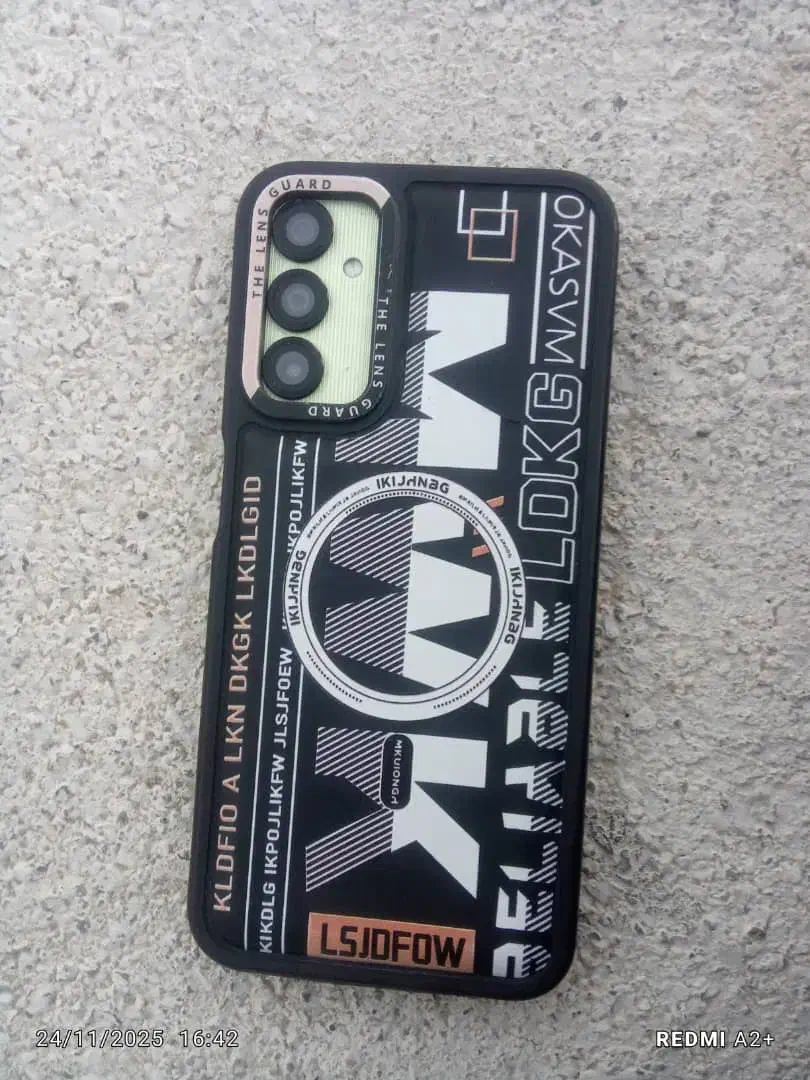 THE LENS GUARD
THE LENS GUARD
OKASVM
LDKG
MWK
IKIJHNBG
IKIJHNBG
IKIJHNBG
MKUIONGH
KLDFIO A LKN DKGK LKDLGID
KIKDLG IKPOJLIKFW JLSJFOEW IKPOJLIKFW
LSJDFOW
24/11/2025 16:42
REDMI A2+